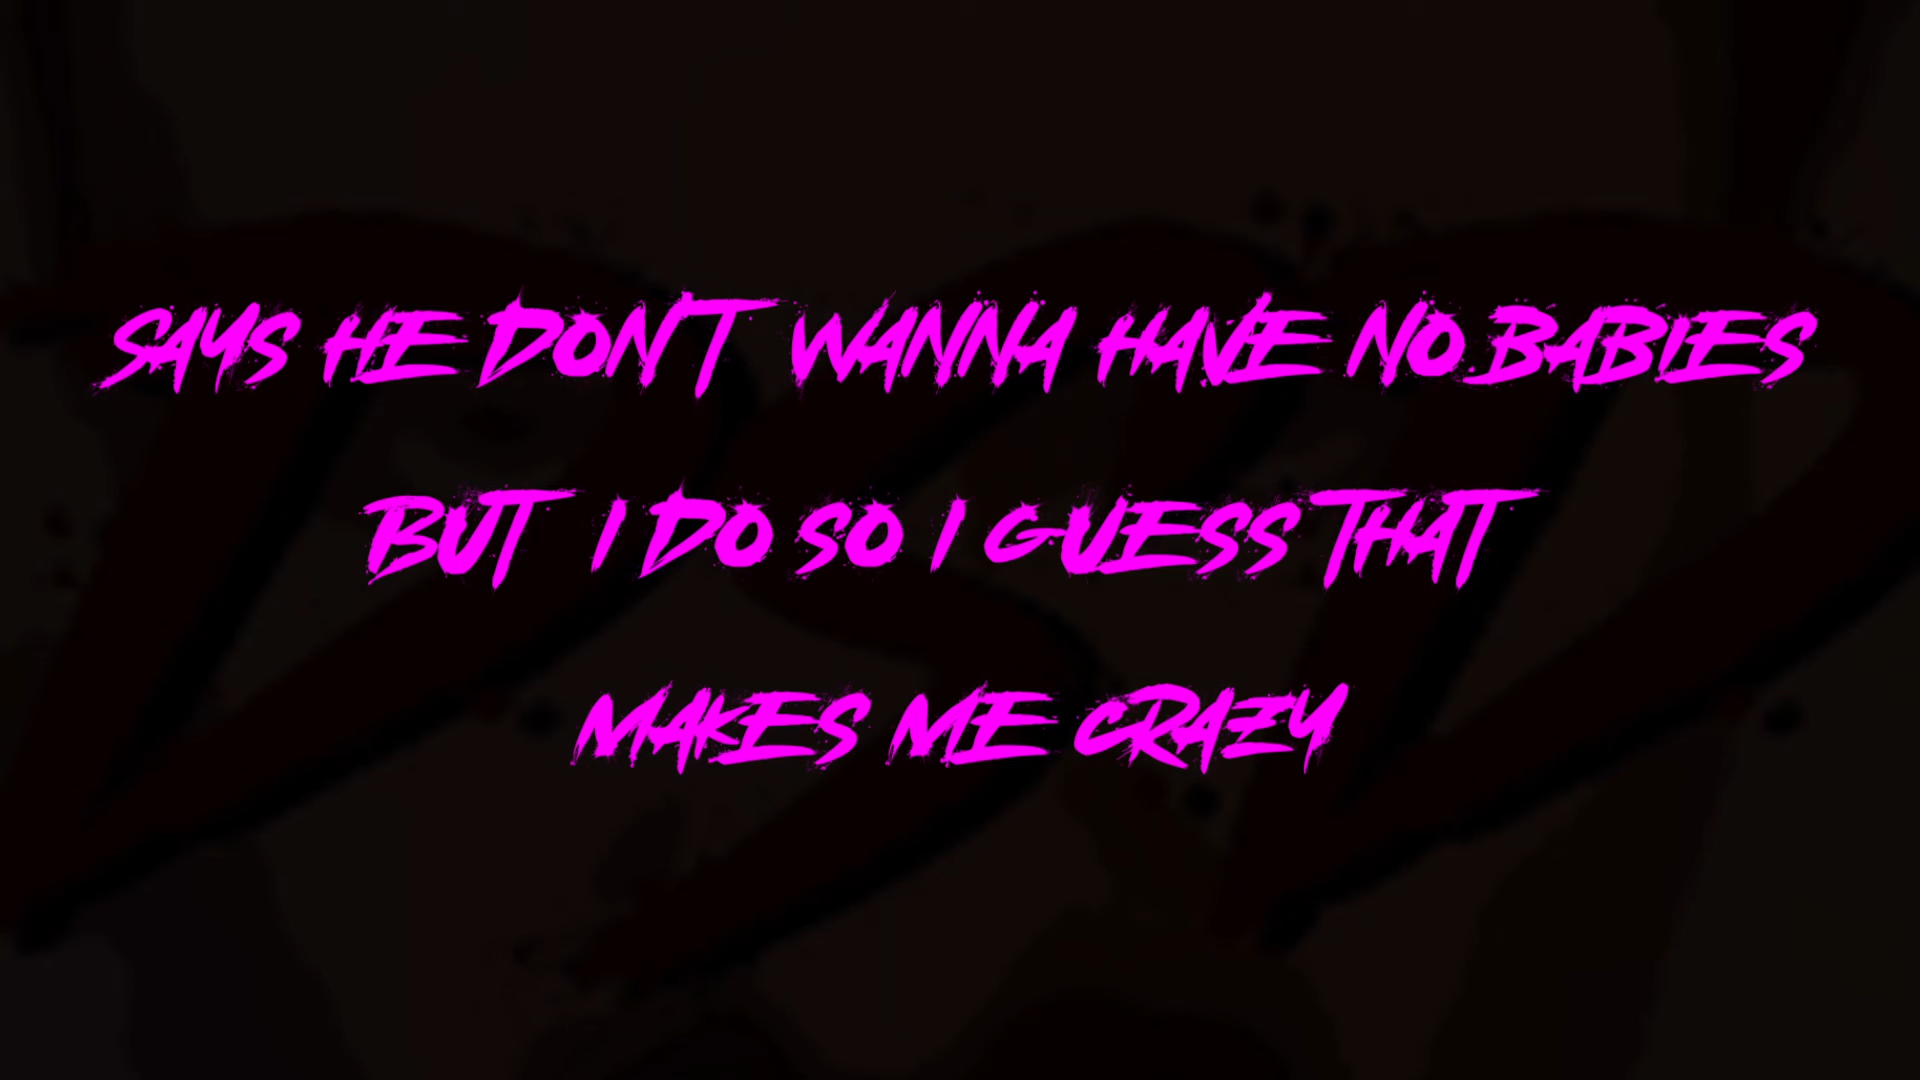 SAYS HE DON'T WANNA HAVE NO BABIES
BUT I DO SO I GUESS THAT
MAKES ME CRAZY